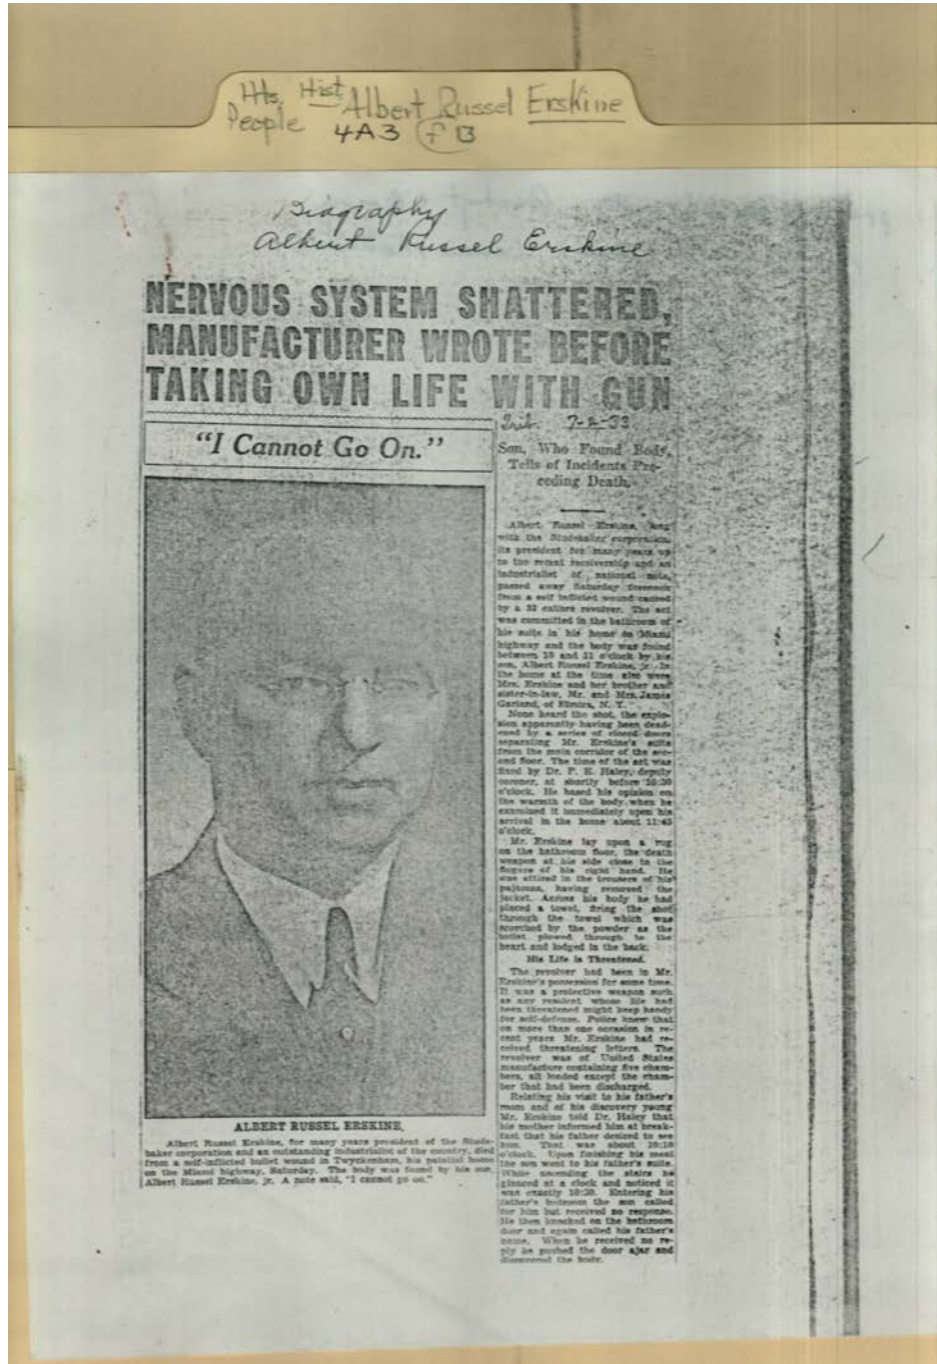 Hts. Hist Albert Russel Erskine
People 4A3 f B
Biography
Albert Russel Erskine
NERVOUS SYSTEM SHATTERED,
MANUFACTURER WROTE BEFORE
TAKING OWN LIFE WITH GUN
Trib. 7-2-33
"I Cannot Go On."
Son, Who Found Body,
Tells of Incidents Pre-
ceding Death.
Albert Russel Erskine, long
with the Studebaker corporation,
its president for many years up
to the recent receivership and an
industrialist of national note,
passed away Saturday forenoon
from a self inflicted wound caused
by a 32 calibre revolver. The act
was committed in the bathroom of
his suite in his home on Miami
highway and the body was found
between 10 and 11 o'clock by his
son, Albert Russel Erskine, jr. In
the home at the time also were
Mrs. Erskine and her brother and
sister-in-law, Mr. and Mrs. James
Garland, of Elmira, N. Y.
None heard the shot, the explo-
sion apparently having been dead-
ened by a series of closed doors
separating Mr. Erskine's suite
from the main corridor of the sec-
ond floor. The time of the act was
fixed by Dr. P. E. Haley, deputy
coroner, at shortly before 10:20
o'clock. He based his opinion on
the warmth of the body when he
examined it immediately upon his
arrival in the home about 11:45
o'clock.
Mr. Erskine lay upon a rug
on the bathroom floor, the death
weapon at his side close to the
fingers of his right hand. He
was attired in the trousers of his
pajamas, having removed the
jacket. Across his body he had
placed a towel, firing the shot
through the towel which was
scorched by the powder as the
bullet plowed through to the
heart and lodged in the back.
His Life Is Threatened.
The revolver had been in Mr.
Erskine's possession for some time.
It was a protective weapon such
as any resident whose life had
been threatened might keep handy
for self-defense. Police knew that
on more than one occasion in re-
cent years Mr. Erskine had re-
ceived threatening letters. The
revolver was of United States
manufacture containing five cham-
bers, all loaded except the cham-
ber that had been discharged.
Relating his visit to his father's
room and of his discovery young
Mr. Erskine told Dr. Haley that
his mother informed him at break-
fast that his father desired to see
him. That was about 10:10
o'clock. Upon finishing his meal
the son went to his father's suite.
While ascending the stairs he
glanced at a clock and noticed it
was exactly 10:20. Entering his
father's bedroom the son called
for him but received no response.
He then knocked on the bathroom
door and again called his father's
name. When he received no re-
ply he pushed the door ajar and
discovered the body.
ALBERT RUSSEL ERSKINE.
Albert Russel Erskine, for many years president of the Stude-
baker corporation and an outstanding industrialist of the country, died
from a self-inflicted bullet wound in Twyckenham, his palatial home
on the Miami highway, Saturday. The body was found by his son,
Albert Russel Erskine, jr. A note said, "I cannot go on."